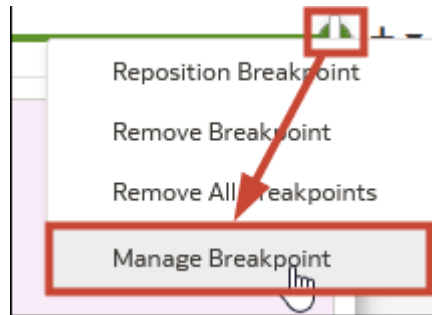 Reposition Breakpoint
Remove Breakpoint
Remove All Breakpoints
Manage Breakpoint